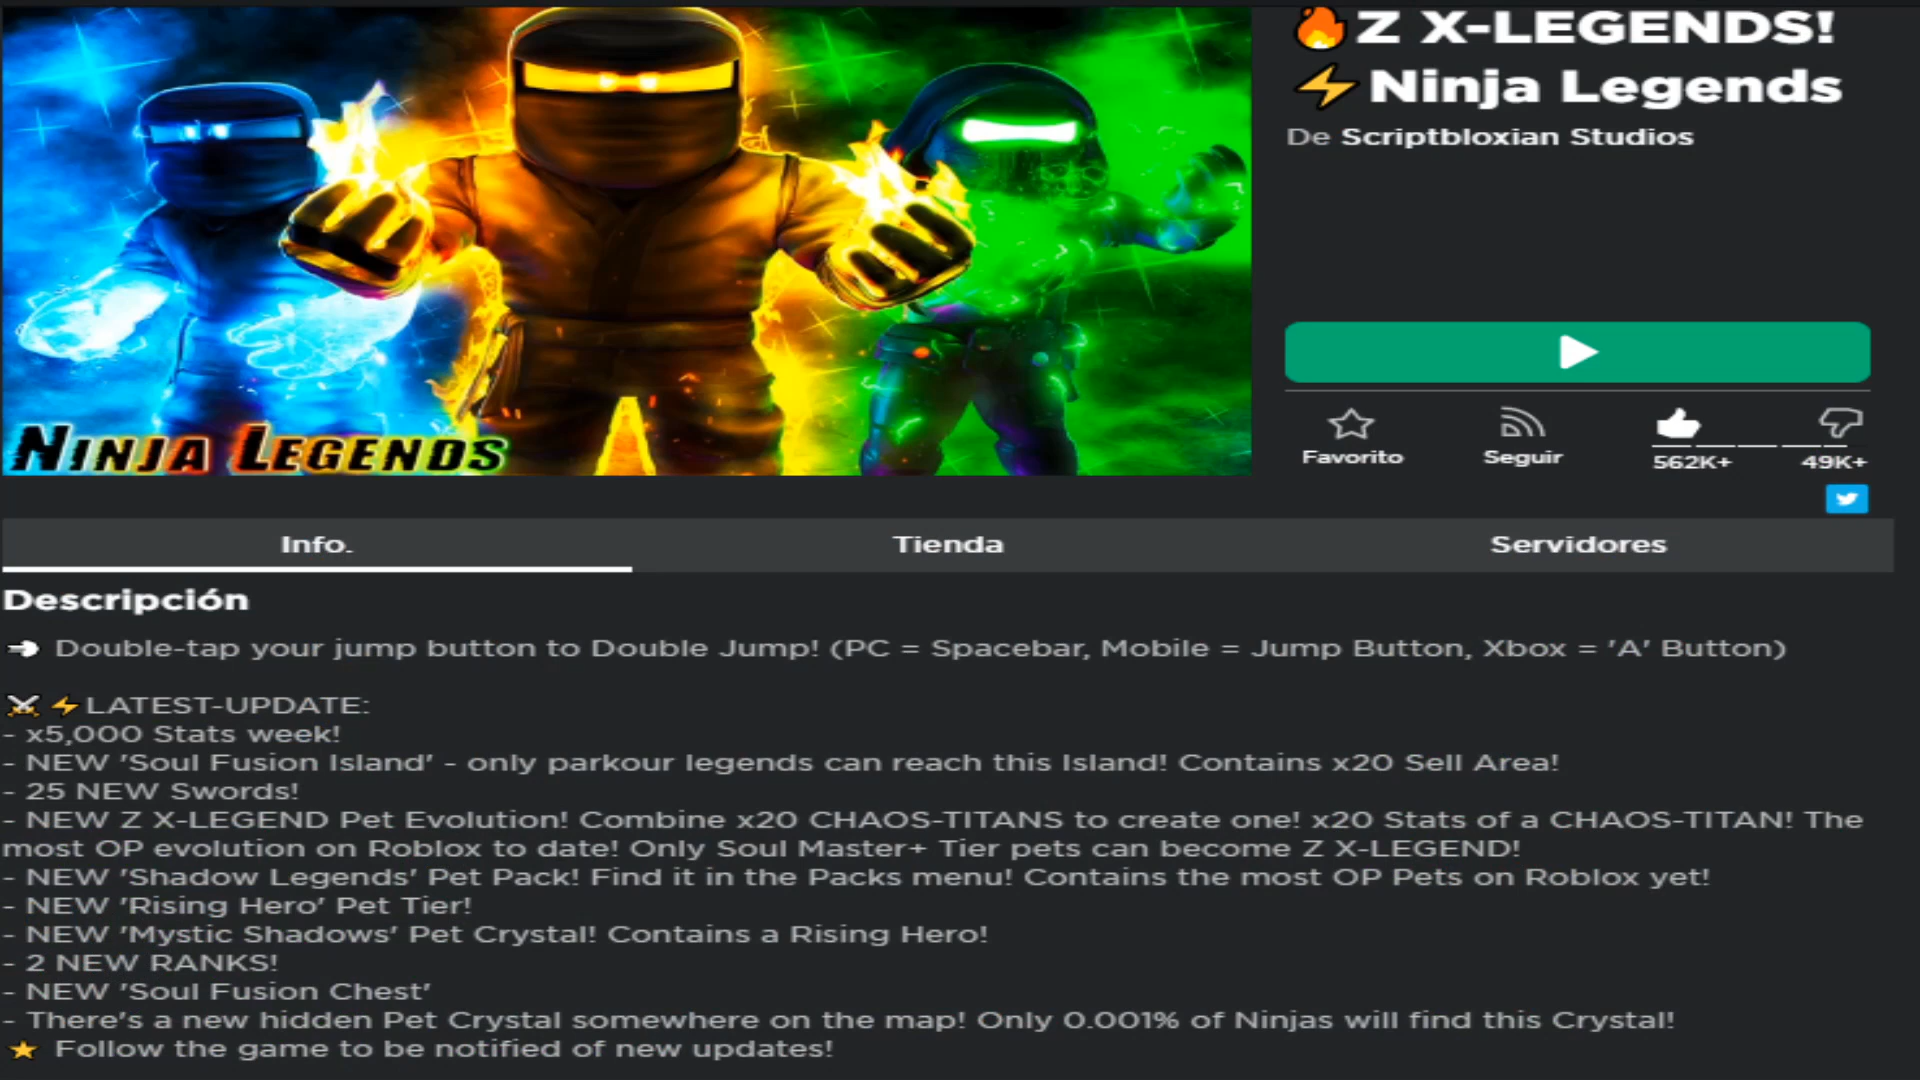 🔥Z X-LEGENDS!
⚡Ninja Legends
De Scriptbloxian Studios
NINJA LEGENDS
Favorito
Seguir
562K+
49K+
Info.
Tienda
Servidores
Descripción
Double-tap your jump button to Double Jump! (PC = Spacebar, Mobile = Jump Button, Xbox = 'A' Button)
⚔️⚡LATEST-UPDATE:
- x5,000 Stats week!
- NEW 'Soul Fusion Island' - only parkour legends can reach this Island! Contains x20 Sell Area!
- 25 NEW Swords!
- NEW Z X-LEGEND Pet Evolution! Combine x20 CHAOS-TITANS to create one! x20 Stats of a CHAOS-TITAN! The
most OP evolution on Roblox to date! Only Soul Master+ Tier pets can become Z X-LEGEND!
- NEW 'Shadow Legends' Pet Pack! Find it in the Packs menu! Contains the most OP Pets on Roblox yet!
- NEW 'Rising Hero' Pet Tier!
- NEW 'Mystic Shadows' Pet Crystal! Contains a Rising Hero!
- 2 NEW RANKS!
- NEW 'Soul Fusion Chest'
- There's a new hidden Pet Crystal somewhere on the map! Only 0.001% of Ninjas will find this Crystal!
⭐ Follow the game to be notified of new updates!